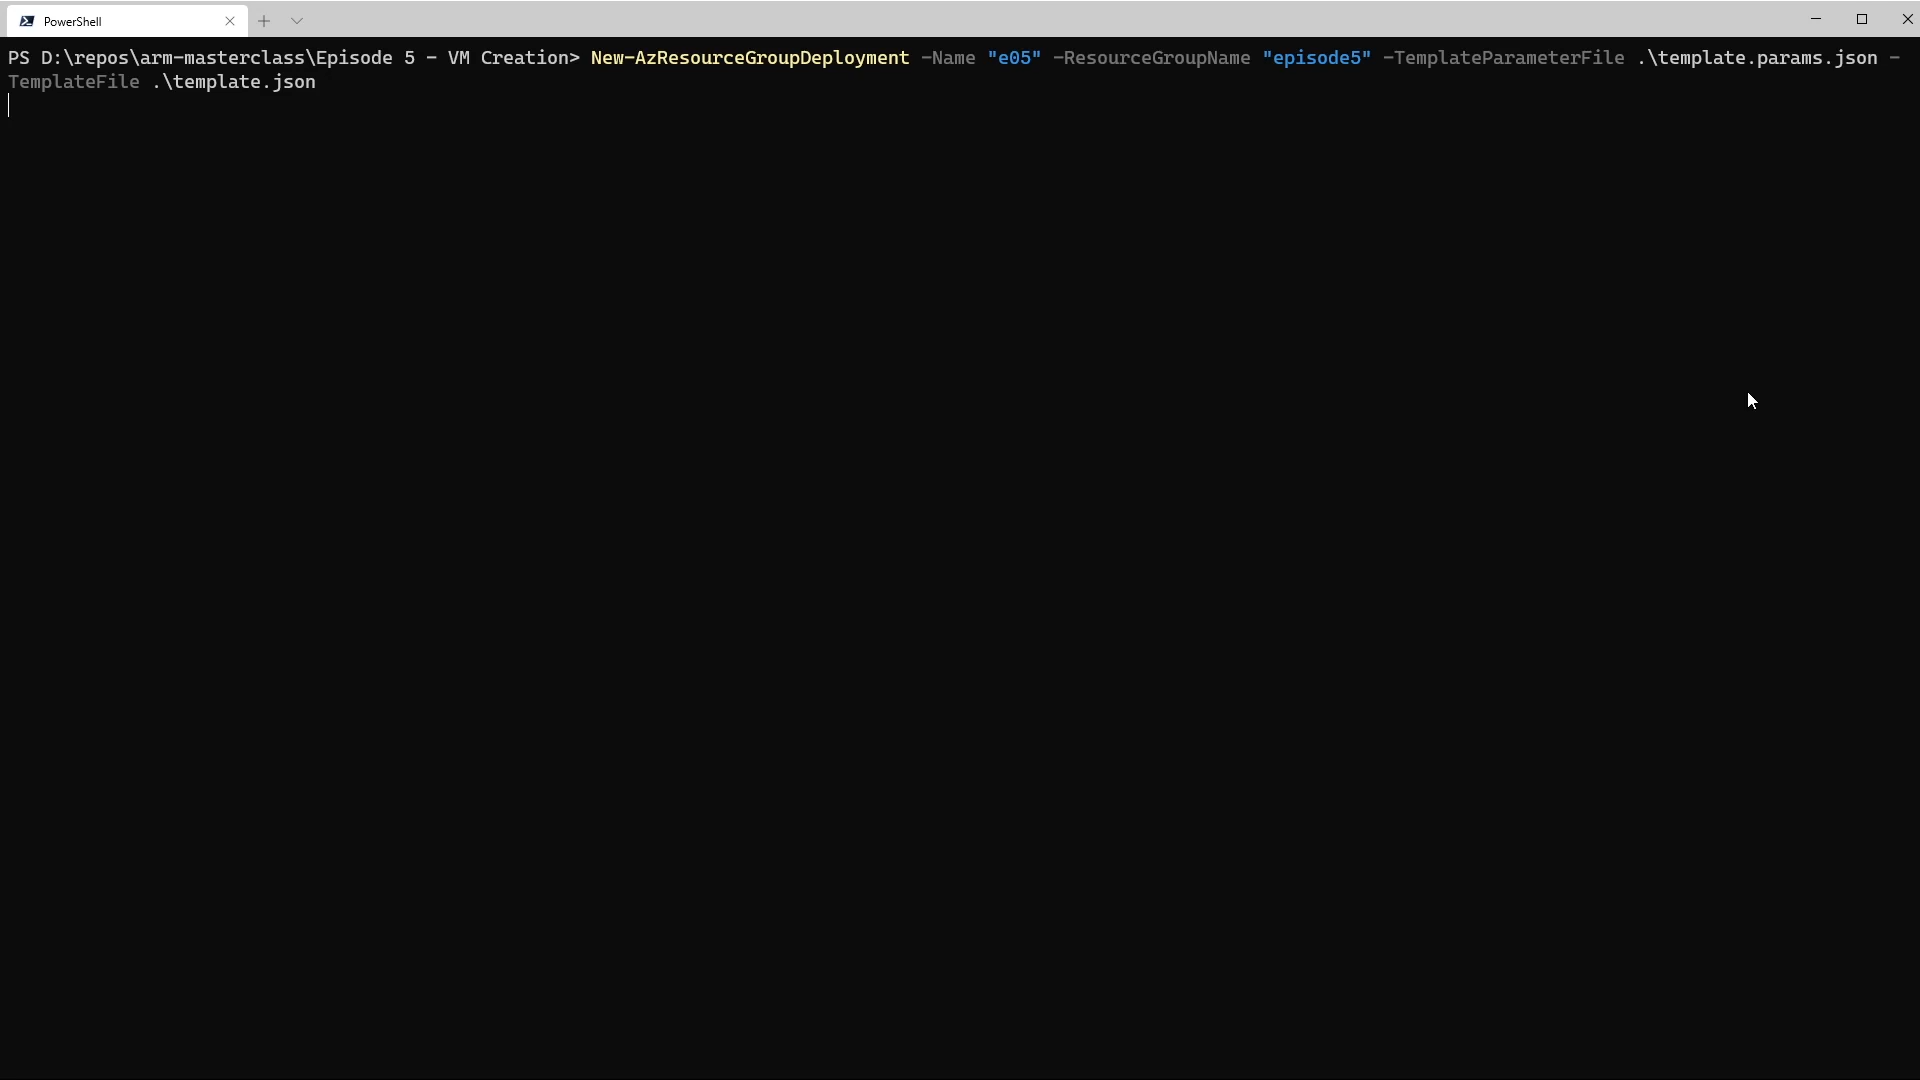 PowerShell
PS D:\repos\arm-masterclass\Episode 5 - VM Creation> New-AzResourceGroupDeployment -Name "e05" -ResourceGroupName "episode5" -TemplateParameterFile .\template.params.json -
TemplateFile .\template.json